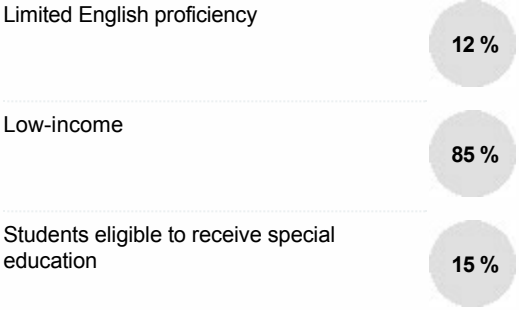 Limited English proficiency
12 %
Low-income
85 %
Students eligible to receive special
education
15 %